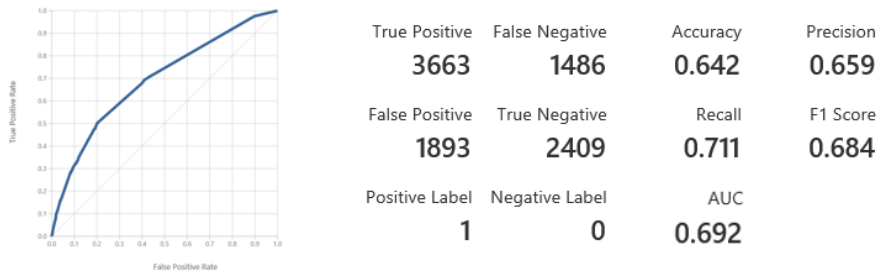 1.0
0.9
0.8
0.7
0.6
0.5
0.4
0.3
0.2
0.1
0.0
True Positive Rate
0.0 0.1 0.2 0.3 0.4 0.5 0.6 0.7 0.8 0.9 1.0
False Positive Rate
True Positive False Negative Accuracy Precision
3663 1486 0.642 0.659
False Positive True Negative Recall F1 Score
1893 2409 0.711 0.684
Positive Label Negative Label AUC
1 0 0.692